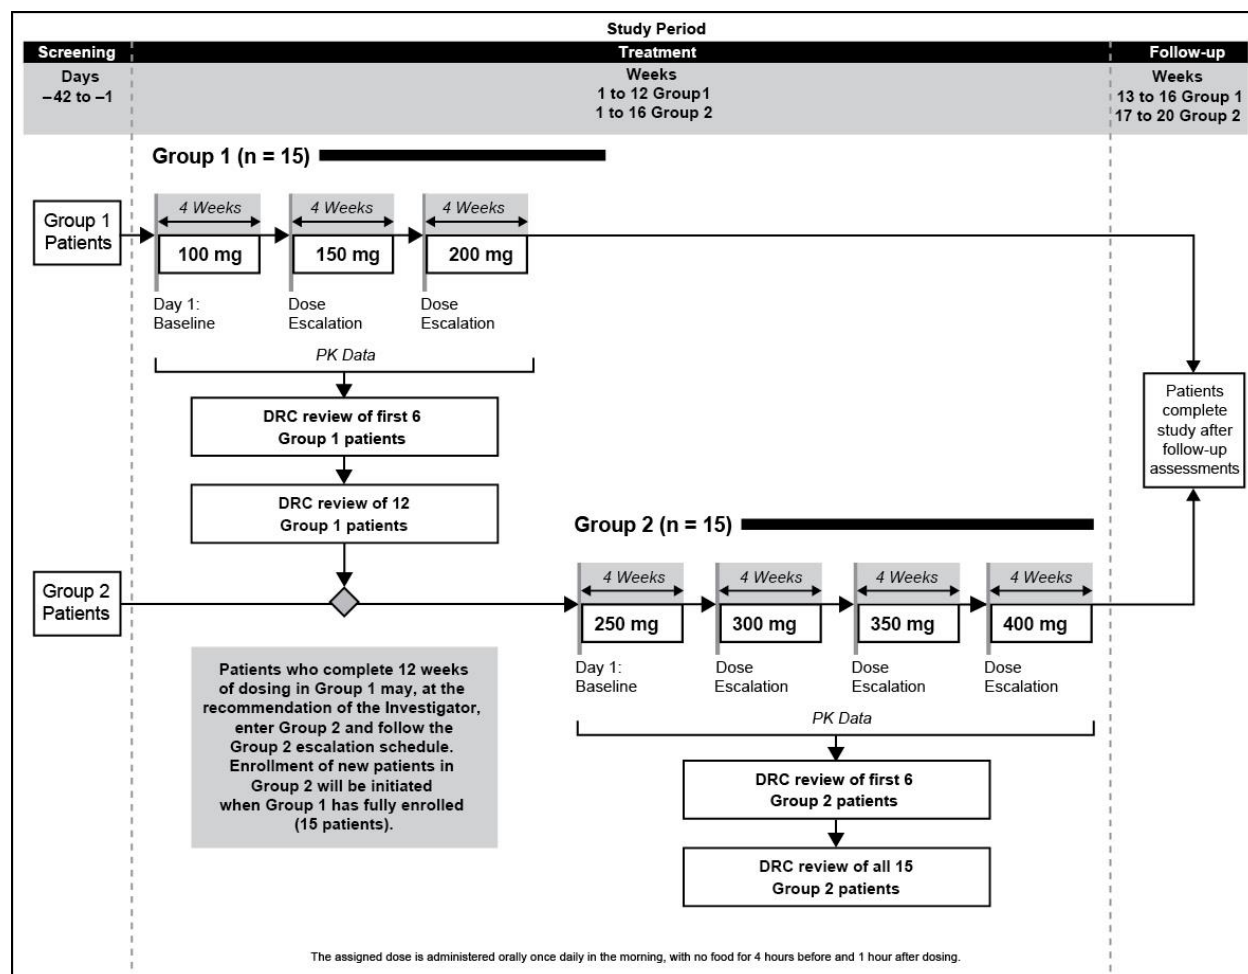 Study Period
Screening
Treatment
Follow-up
Days
–42 to –1
Weeks
1 to 12 Group1
1 to 16 Group 2
Weeks
13 to 16 Group 1
17 to 20 Group 2
Group 1 (n = 15)
Group 1
Patients
4 Weeks
4 Weeks
4 Weeks
100 mg
150 mg
200 mg
Day 1:
Baseline
Dose
Escalation
Dose
Escalation
PK Data
DRC review of first 6
Group 1 patients
DRC review of 12
Group 1 patients
Patients
complete
study after
follow-up
assessments
Group 2 (n = 15)
Group 2
Patients
4 Weeks
4 Weeks
4 Weeks
4 Weeks
250 mg
300 mg
350 mg
400 mg
Day 1:
Baseline
Dose
Escalation
Dose
Escalation
Dose
Escalation
Patients who complete 12 weeks
of dosing in Group 1 may, at the
recommendation of the Investigator,
enter Group 2 and follow the
Group 2 escalation schedule.
Enrollment of new patients in
Group 2 will be initiated
when Group 1 has fully enrolled
(15 patients).
PK Data
DRC review of first 6
Group 2 patients
DRC review of all 15
Group 2 patients
The assigned dose is administered orally once daily in the morning, with no food for 4 hours before and 1 hour after dosing.